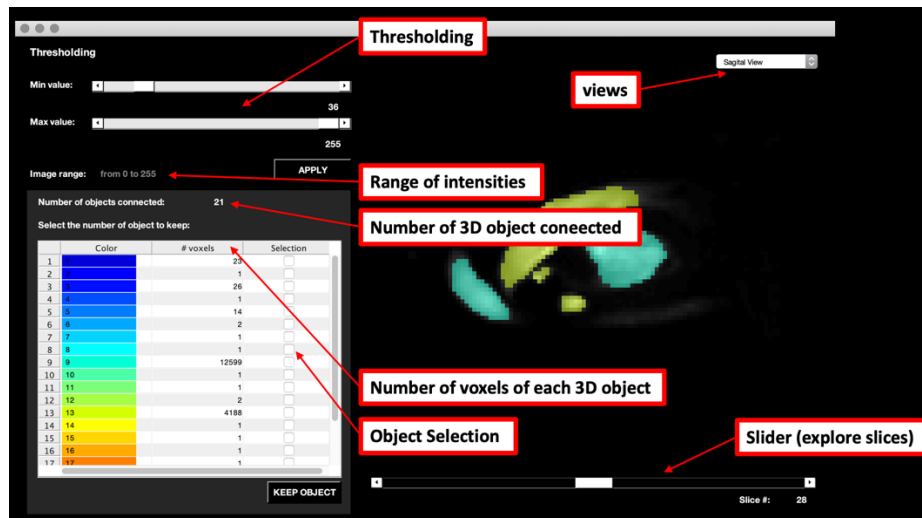 Thresholding
Thresholding
Sagital View
Min value:
views
36
Max value:
255
Image range: from 0 to 255
APPLY
Range of intensities
Number of objects connected: 21
Number of 3D object coneected
Select the number of object to keep:
Color # voxels Selection
1 23
2 1
3 26
4 4 1
5 5 14
6 6 2
7 7 1
8 8 1
9 9 12599
10 10 1
11 11 1
12 12 2
13 13 4188
14 14 1
15 15 1
16 16 1
17 17 1
Number of voxels of each 3D object
Object Selection
Slider (explore slices)
KEEP OBJECT
Slice #: 28